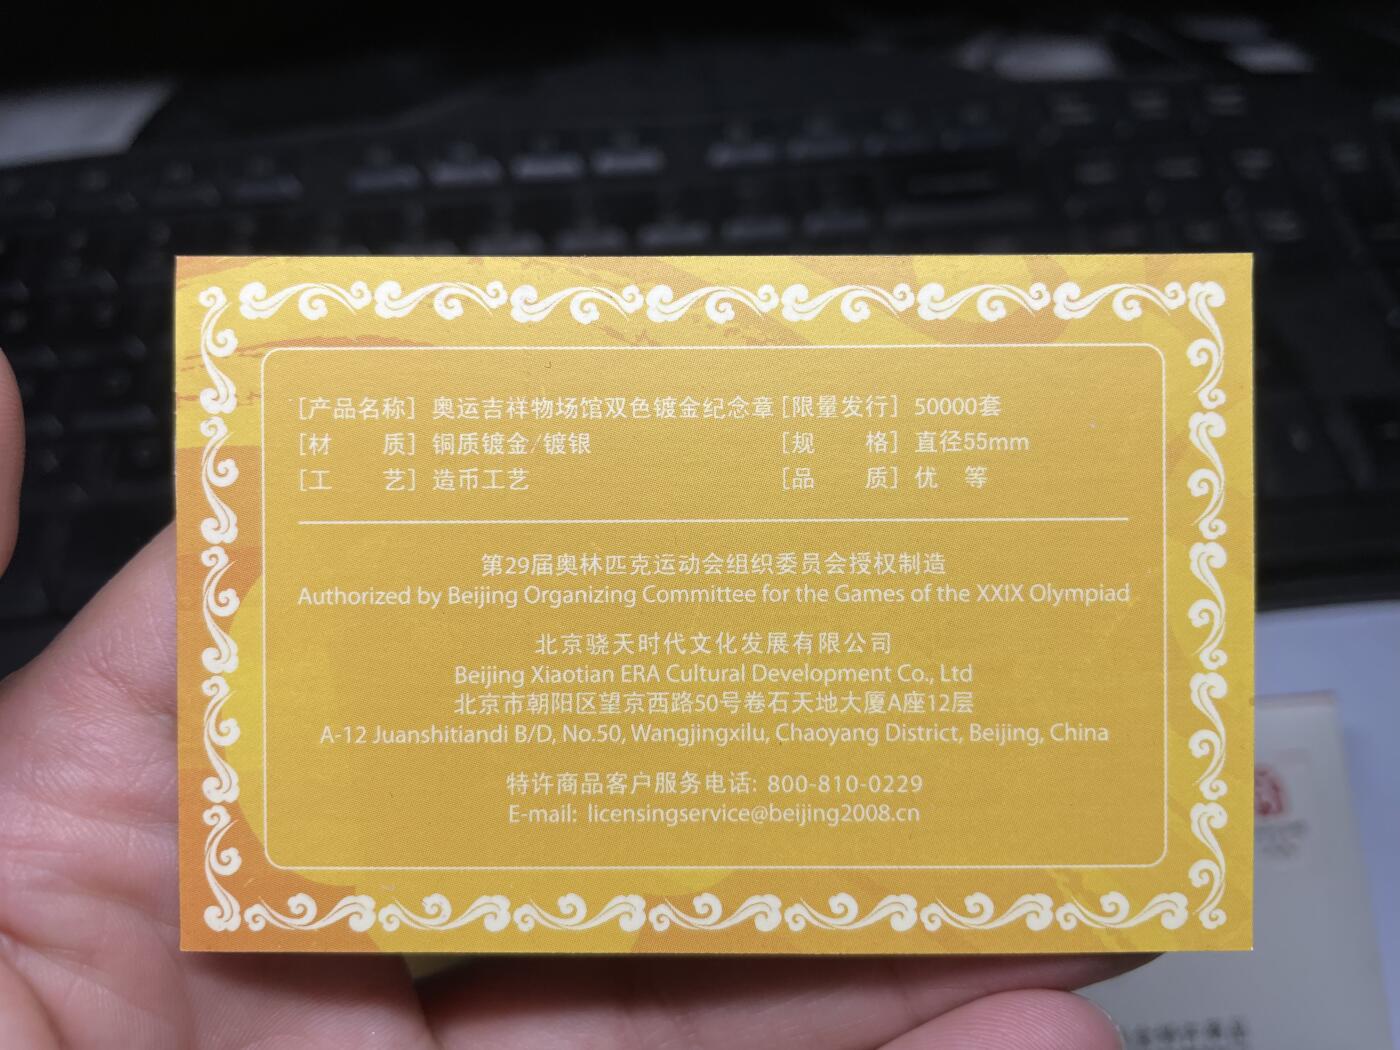 [产品名称] 奥运吉祥物场馆双色镀金纪念章 [限量发行] 50000套
[材 质] 铜质镀金/镀银 [规 格] 直径55mm
[工 艺] 造币工艺 [品 质] 优 等
第29届奥林匹克运动会组织委员会授权制造
Authorized by Beijing Organizing Committee for the Games of the XXIX Olympiad
北京骁天时代文化发展有限公司
Beijing Xiaotian ERA Cultural Development Co., Ltd
北京市朝阳区望京西路50号卷石天地大厦A座12层
A-12 Juanshitiandi B/D, No.50, Wangjingxilu, Chaoyang District, Beijing, China
特许商品客户服务电话: 800-810-0229
E-mail: licensingservice@beijing2008.cn